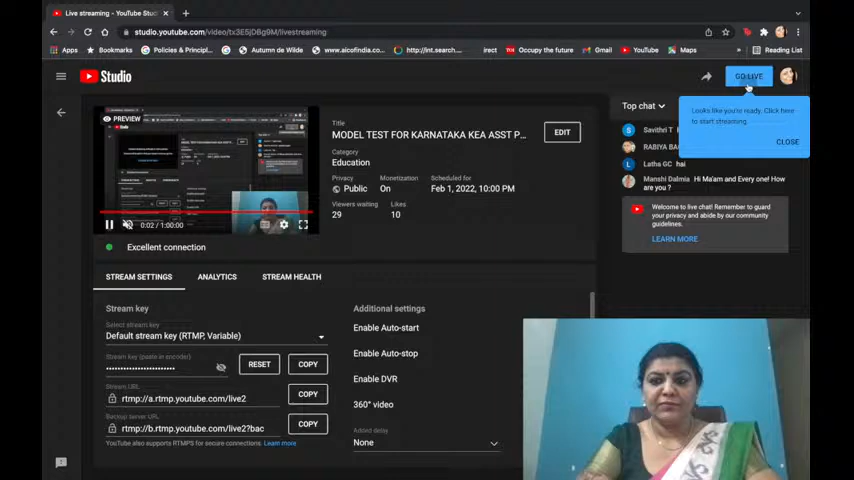 Live streaming - YouTube Stud
studio.youtube.com/video/tx3E5jD6g9M/livestreaming
Apps Bookmarks Policies & Principl... Autumn de Wilde www.aicofindia.com http://int.search.... irect Occupy the future Gmail YouTube Maps » Reading List
Studio
GO LIVE
Looks like you're ready. Click here
to start streaming.
CLOSE
PREVIEW
0:02 / 1:00:00
Excellent connection
Title
MODEL TEST FOR KARNATAKA KEA ASST P...
EDIT
Category
Education
Privacy Monetization Scheduled for
Public On Feb 1, 2022, 10:00 PM
Viewers waiting Likes
29 10
Top chat
Savithri T
RABIYA BA
Laths GC hai
Manshi Dalmia Hi Ma'am and Every one! How
are you ?
Welcome to live chat! Remember to guard
your privacy and abide by our community
guidelines.
LEARN MORE
STREAM SETTINGS ANALYTICS STREAM HEALTH
Stream key
Select stream key
Default stream key (RTMP, Variable)
Stream key (paste in encoder)
RESET COPY
Stream URL
rtmp://a.rtmp.youtube.com/live2
COPY
Backup server URL
rtmp://b.rtmp.youtube.com/live2?bac
COPY
YouTube also supports RTMPS for secure connections. Learn more
Additional settings
Enable Auto-start
Enable Auto-stop
Enable DVR
360° video
Added delay
None